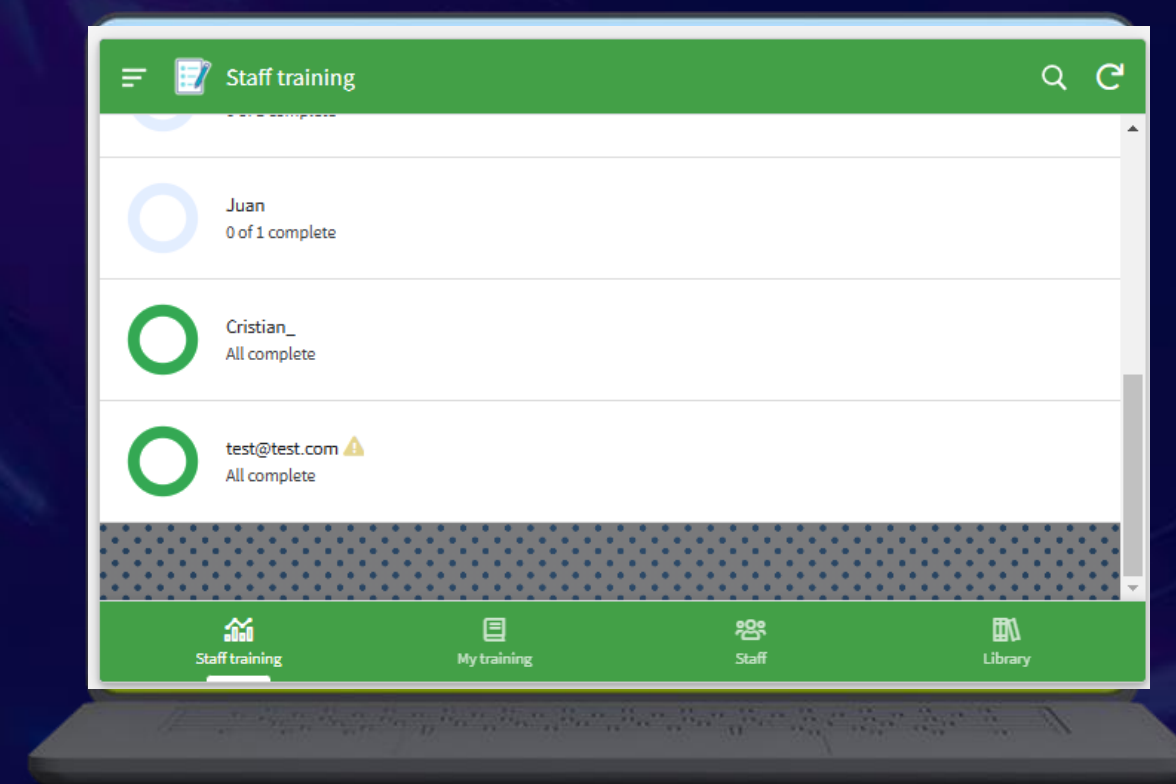 Staff training
Juan
0 of 1 complete
Cristian_
All complete
test@test.com
All complete
Staff training
My training
Staff
Library